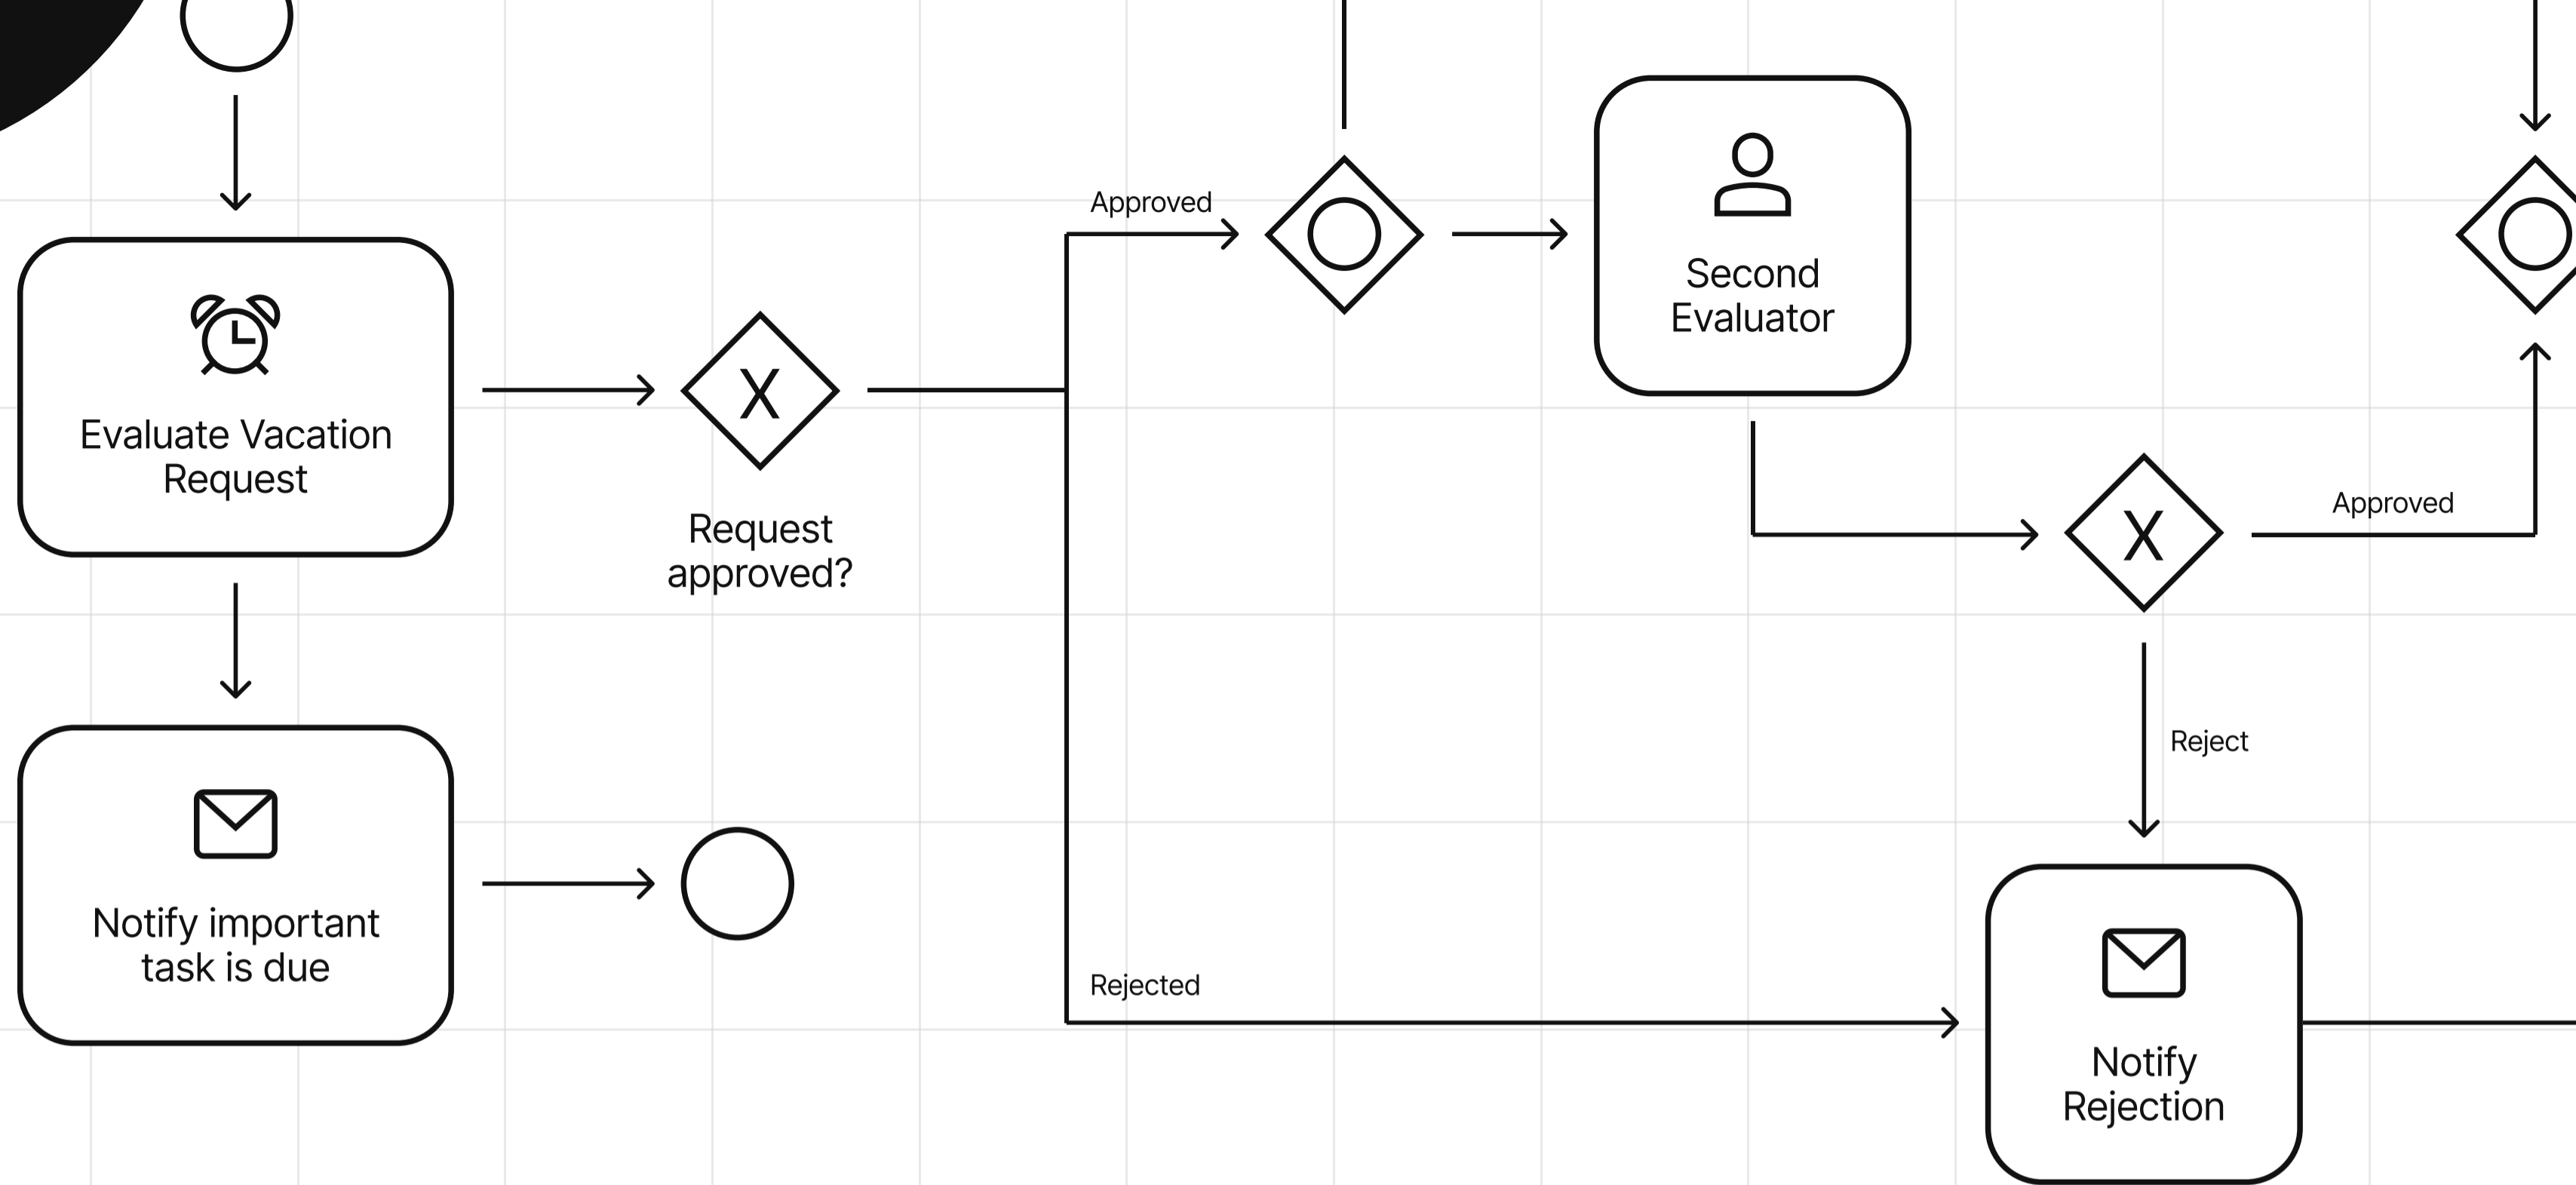 Evaluate Vacation
Request
X
Request
approved?
Approved
Second
Evaluator
X
Approved
Reject
Notify important
task is due
Rejected
Notify
Rejection